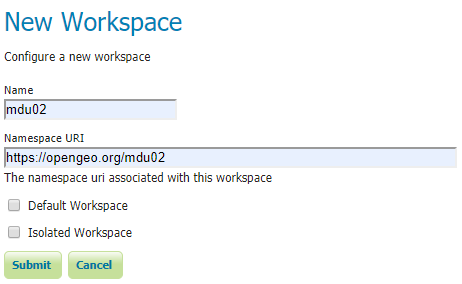 New Workspace
Configure a new workspace
Name
mdu02
Namespace URI
https://opengeo.org/mdu02
The namespace uri associated with this workspace
Default Workspace
Isolated Workspace
Submit Cancel